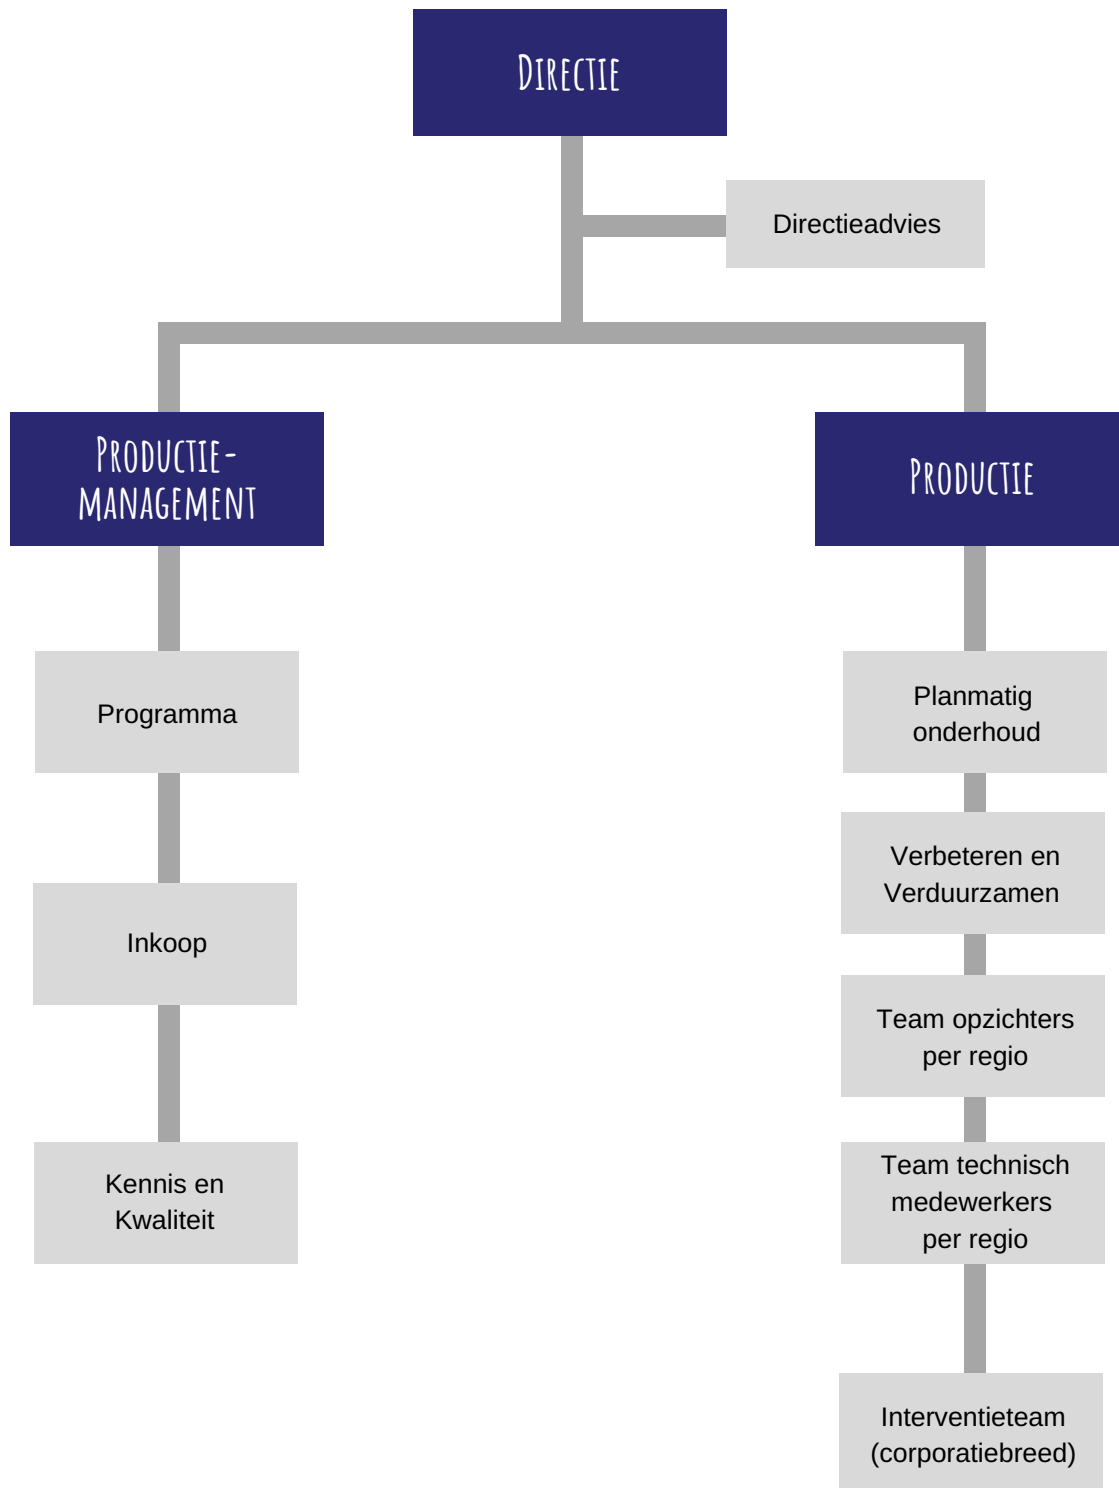 Directie
Directieadvies
Productie-
management
Productie
Programma
Inkoop
Kennis en
Kwaliteit
Planmatig
onderhoud
Verbeteren en
Verduurzamen
Team opzichters
per regio
Team technisch
medewerkers
per regio
Interventieteam
(corporatiebreed)